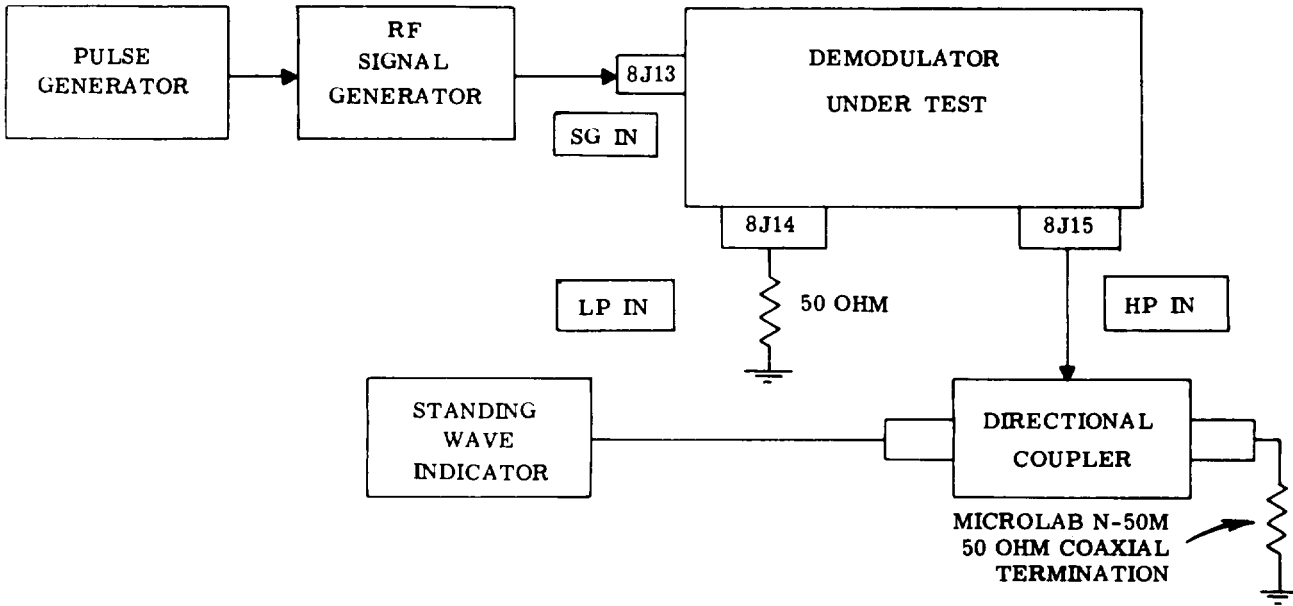 PULSE
GENERATOR
RF
SIGNAL
GENERATOR
8J13
SG IN
DEMODULATOR
UNDER TEST
8J14
8J15
LP IN
50 OHM
HP IN
STANDING
WAVE
INDICATOR
DIRECTIONAL
COUPLER
MICROLAB N-50M
50 OHM COAXIAL
TERMINATION